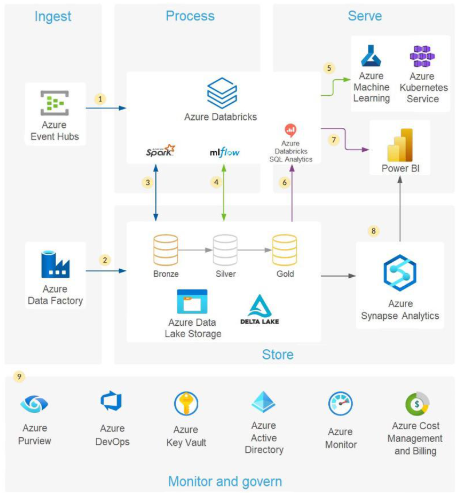 Ingest
Process
Serve
1
Azure
Event Hubs
Azure Databricks
APACHE
Spark
mlflow
Azure
Databricks
SQL Analytics
5
Azure
Machine
Learning
Azure
Kubernetes
Service
7
Power BI
3
4
6
2
Azure
Data Factory
Bronze
Silver
Gold
Azure Data
Lake Storage
DELTA LAKE
8
Azure
Synapse Analytics
Store
9
Azure
Purview
Azure
DevOps
Azure
Key Vault
Azure
Active
Directory
Azure
Monitor
$
Azure Cost
Management
and Billing
Monitor and govern